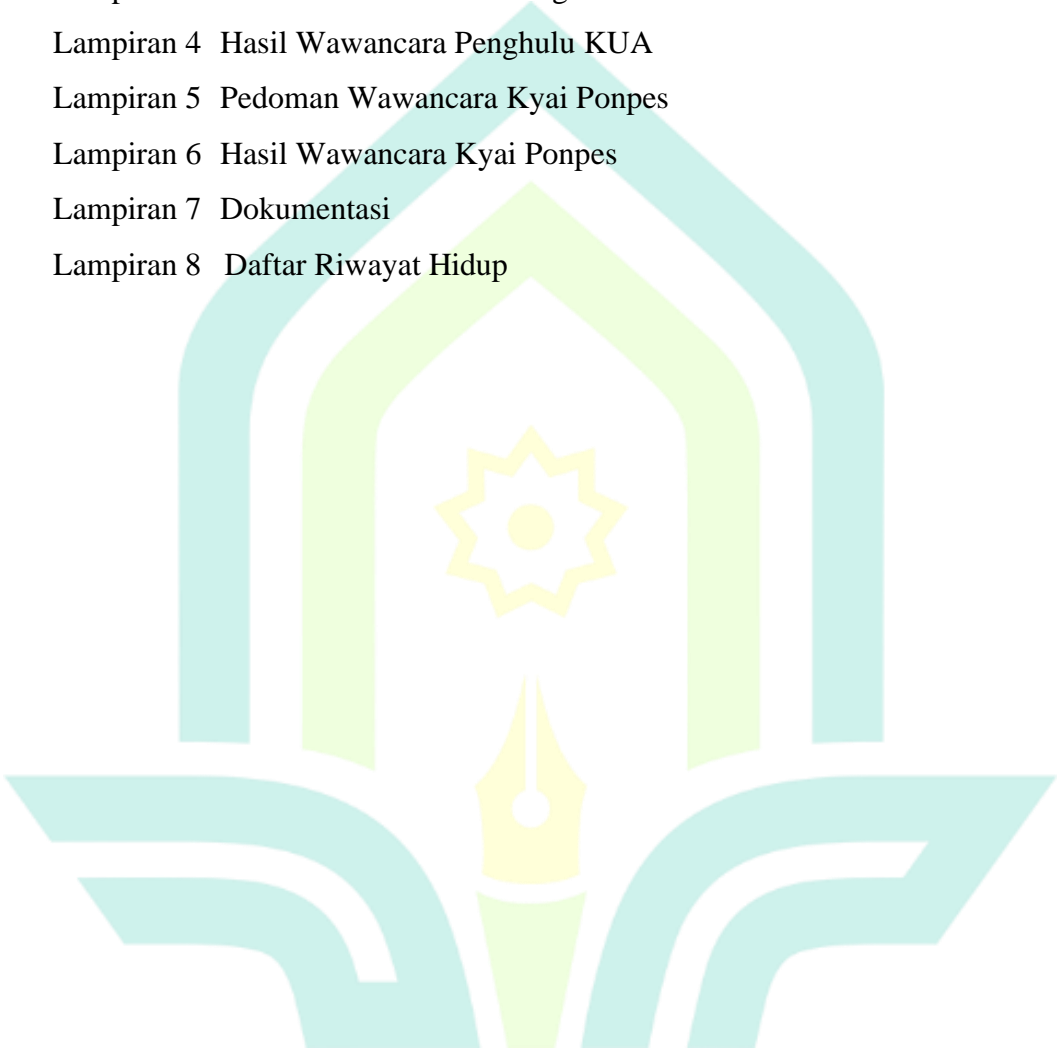 Lampiran 4 Hasil Wawancara Penghulu KUA
Lampiran 5 Pedoman Wawancara Kyai Ponpes
Lampiran 6 Hasil Wawancara Kyai Ponpes
Lampiran 7 Dokumentasi
Lampiran 8 Daftar Riwayat Hidup